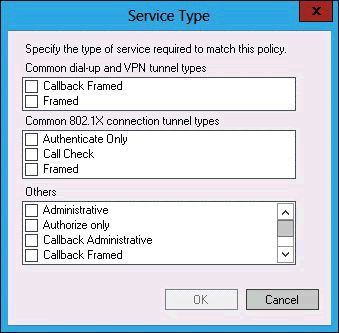 Service Type
x
Specify the type of service required to match this policy.
Common dial-up and VPN tunnel types
Callback Framed
Framed
Common 802.1X connection tunnel types
Authenticate Only
Call Check
Framed
Others
Administrative
Authorize only
Callback Administrative
Callback Framed
OK
Cancel